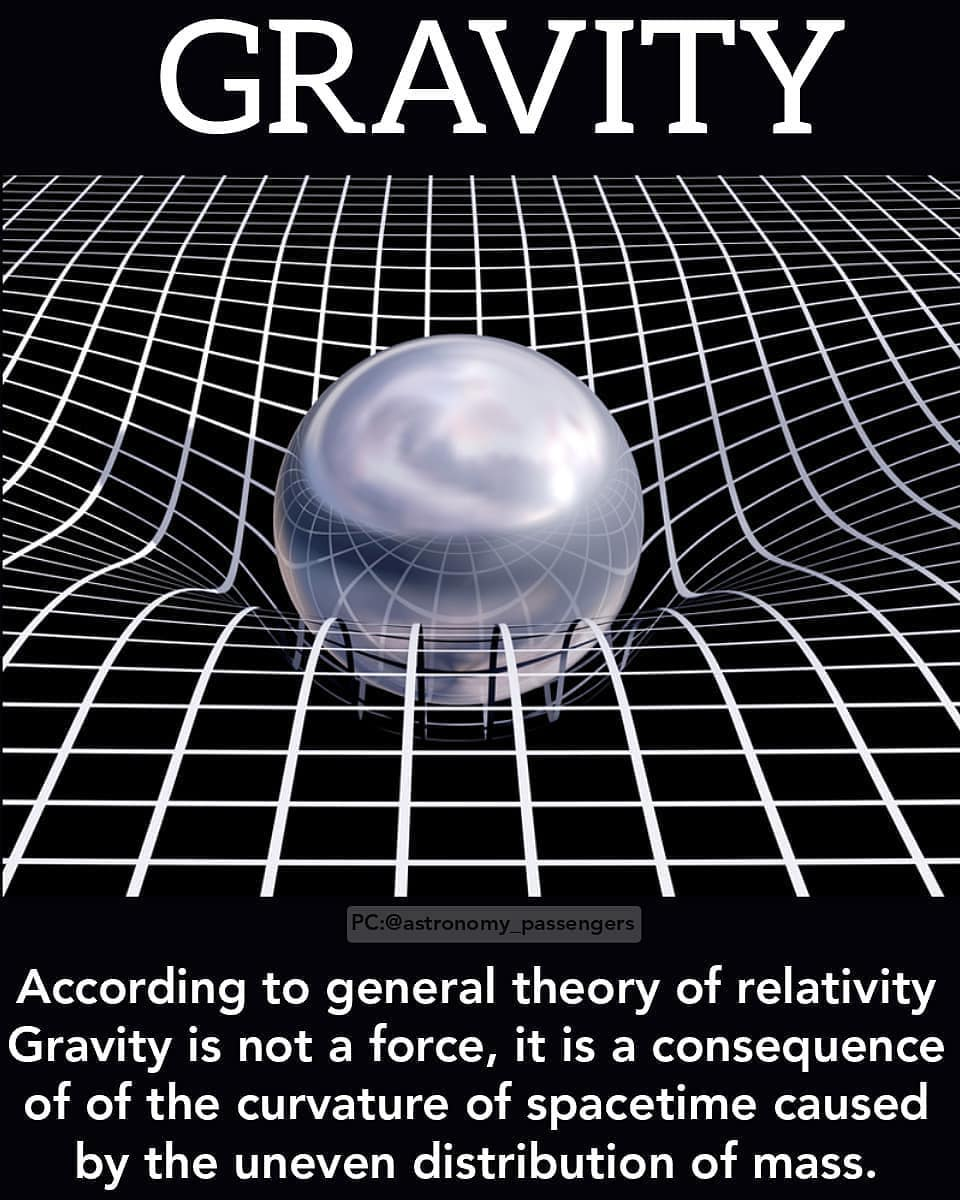 GRAVITY
PC:@astronomy_passengers
According to general theory of relativity
Gravity is not a force, it is a consequence
of of the curvature of spacetime caused
by the uneven distribution of mass.